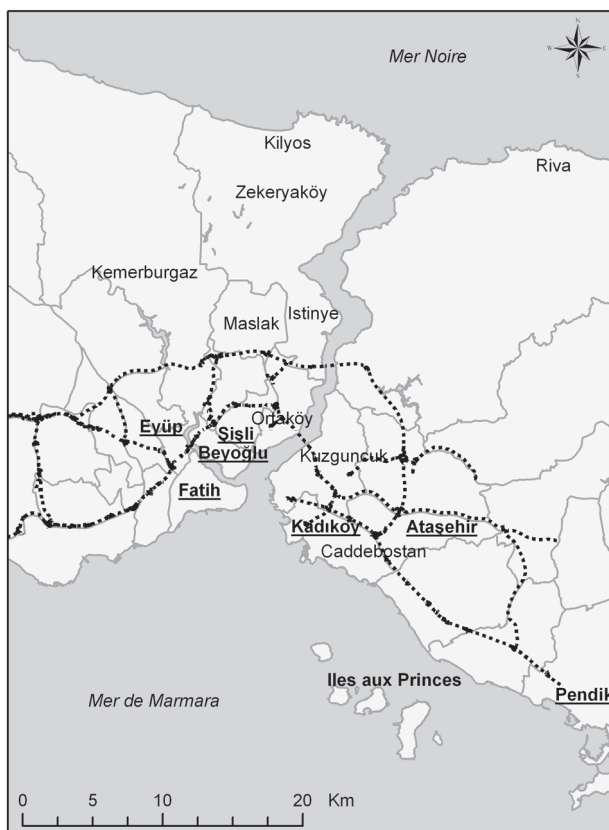 Mer Noire
N
W
E
S
Kilyos
Riva
Zekeryaköy
Kemerburgaz
Istinye
Maslak
Ortaköy
Eyüp
Şişli
Beyoğlu
Kuzguncuk
Fatih
Kadıköy
Ataşehir
Caddebostan
Iles aux Princes
Pendik
Mer de Marmara
0 5 10 20 Km